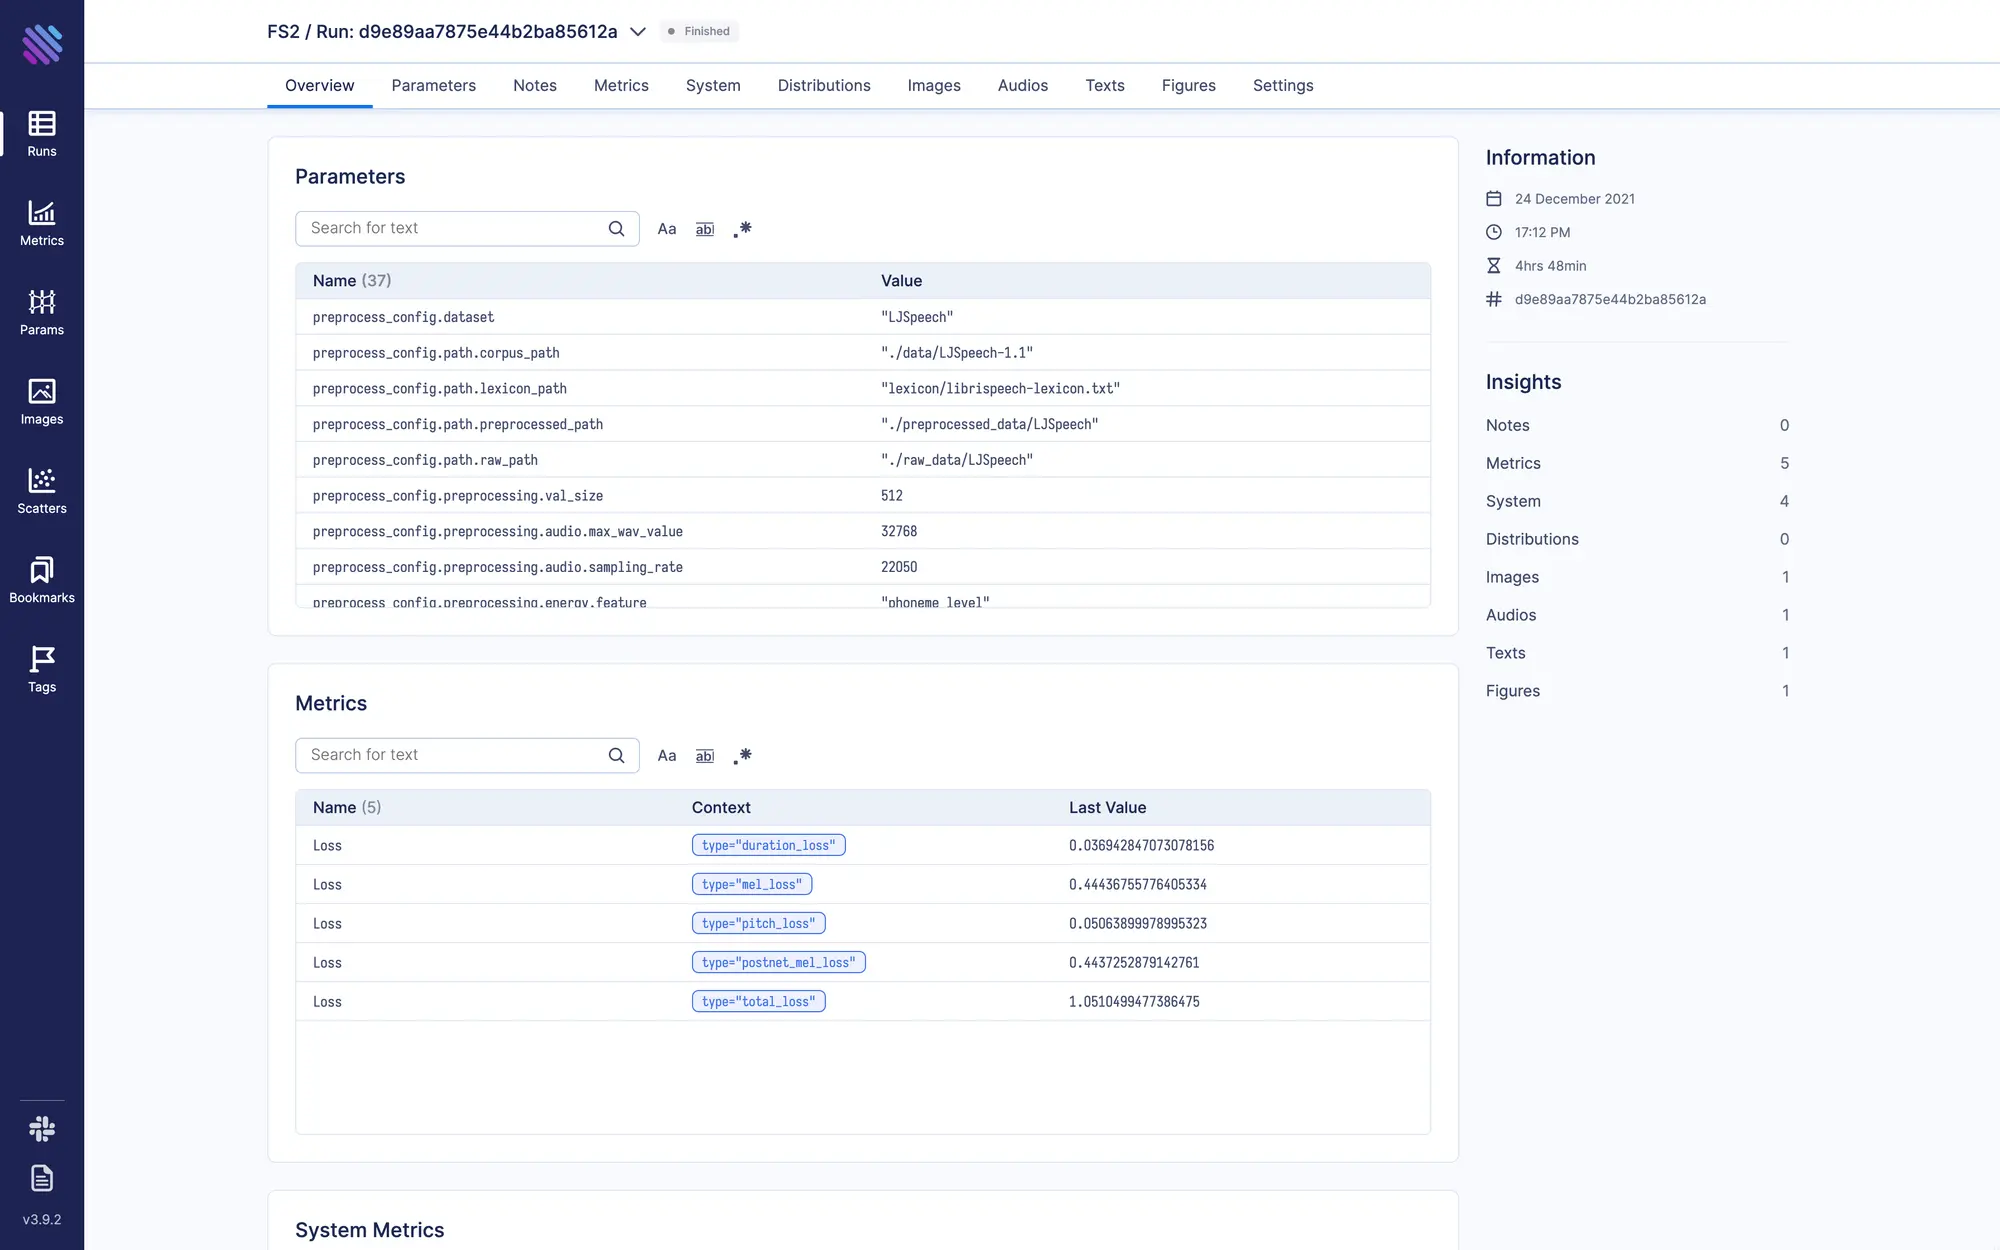 FS2 / Run: d9e89aa7875e44b2ba85612a
Finished
Overview
Parameters
Notes
Metrics
System
Distributions
Images
Audios
Texts
Figures
Settings
Runs
Metrics
Params
Images
Scatters
Bookmarks
Tags
v3.9.2
Parameters
Search for text
Aa
ab
.*
Name (37) Value
preprocess_config.dataset "LJSpeech"
preprocess_config.path.corpus_path "./data/LJSpeech-1.1"
preprocess_config.path.lexicon_path "lexicon/librispeech-lexicon.txt"
preprocess_config.path.preprocessed_path "./preprocessed_data/LJSpeech"
preprocess_config.path.raw_path "./raw_data/LJSpeech"
preprocess_config.preprocessing.val_size 512
preprocess_config.preprocessing.audio.max_wav_value 32768
preprocess_config.preprocessing.audio.sampling_rate 22050
preprocess_config.preprocessing.energy.feature "phoneme_level"
Metrics
Search for text
Aa
ab
.*
Name (5) Context Last Value
Loss type="duration_loss" 0.036942847073078156
Loss type="mel_loss" 0.44436755776405334
Loss type="pitch_loss" 0.05063899978995323
Loss type="postnet_mel_loss" 0.4437252879142761
Loss type="total_loss" 1.0510499477386475
System Metrics
Information
24 December 2021
17:12 PM
4hrs 48min
d9e89aa7875e44b2ba85612a
Insights
Notes 0
Metrics 5
System 4
Distributions 0
Images 1
Audios 1
Texts 1
Figures 1